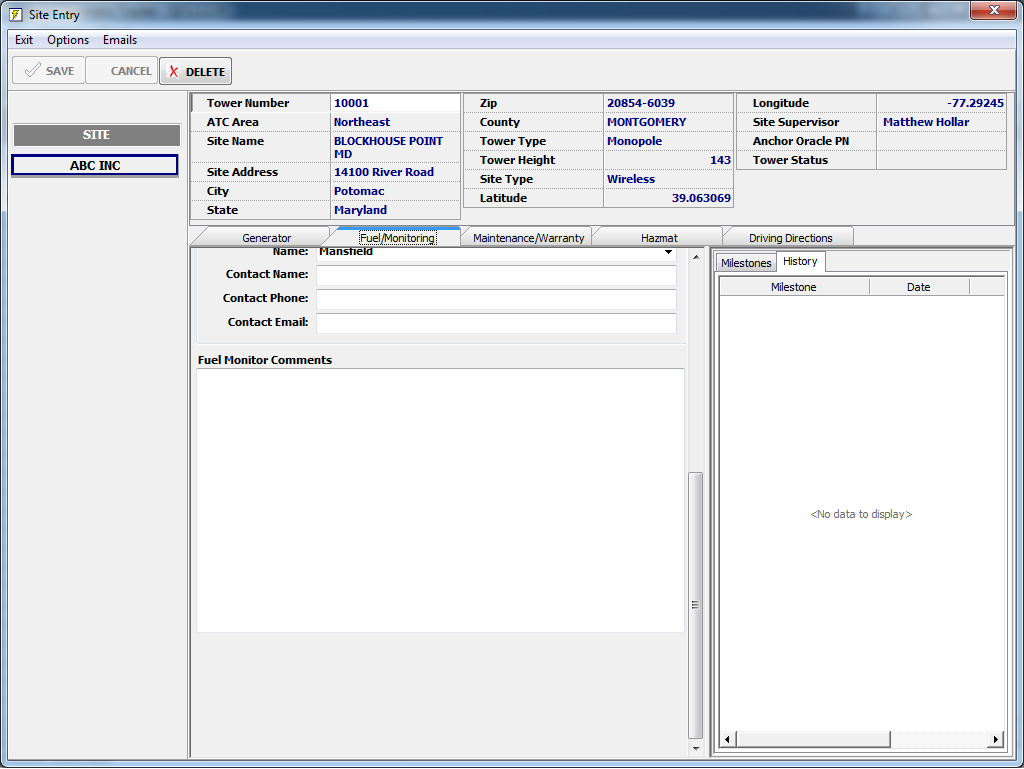 Site Entry
Exit Options Emails
SAVE CANCEL X DELETE
SITE
ABC INC
Tower Number 10001
ATC Area Northeast
Site Name BLOCKHOUSE POINT
MD
Site Address 14100 River Road
City Potomac
State Maryland
Zip 20854-6039
County MONTGOMERY
Tower Type Monopole
Tower Height 143
Site Type Wireless
Latitude 39.063069
Longitude -77.29245
Site Supervisor Matthew Hollar
Anchor Oracle PN
Tower Status
Generator Fuel/Monitoring Maintenance/Warranty Hazmat Driving Directions
Name: Mansfield
Contact Name:
Contact Phone:
Contact Email:
Fuel Monitor Comments
Milestones History
Milestone Date
<No data to display>